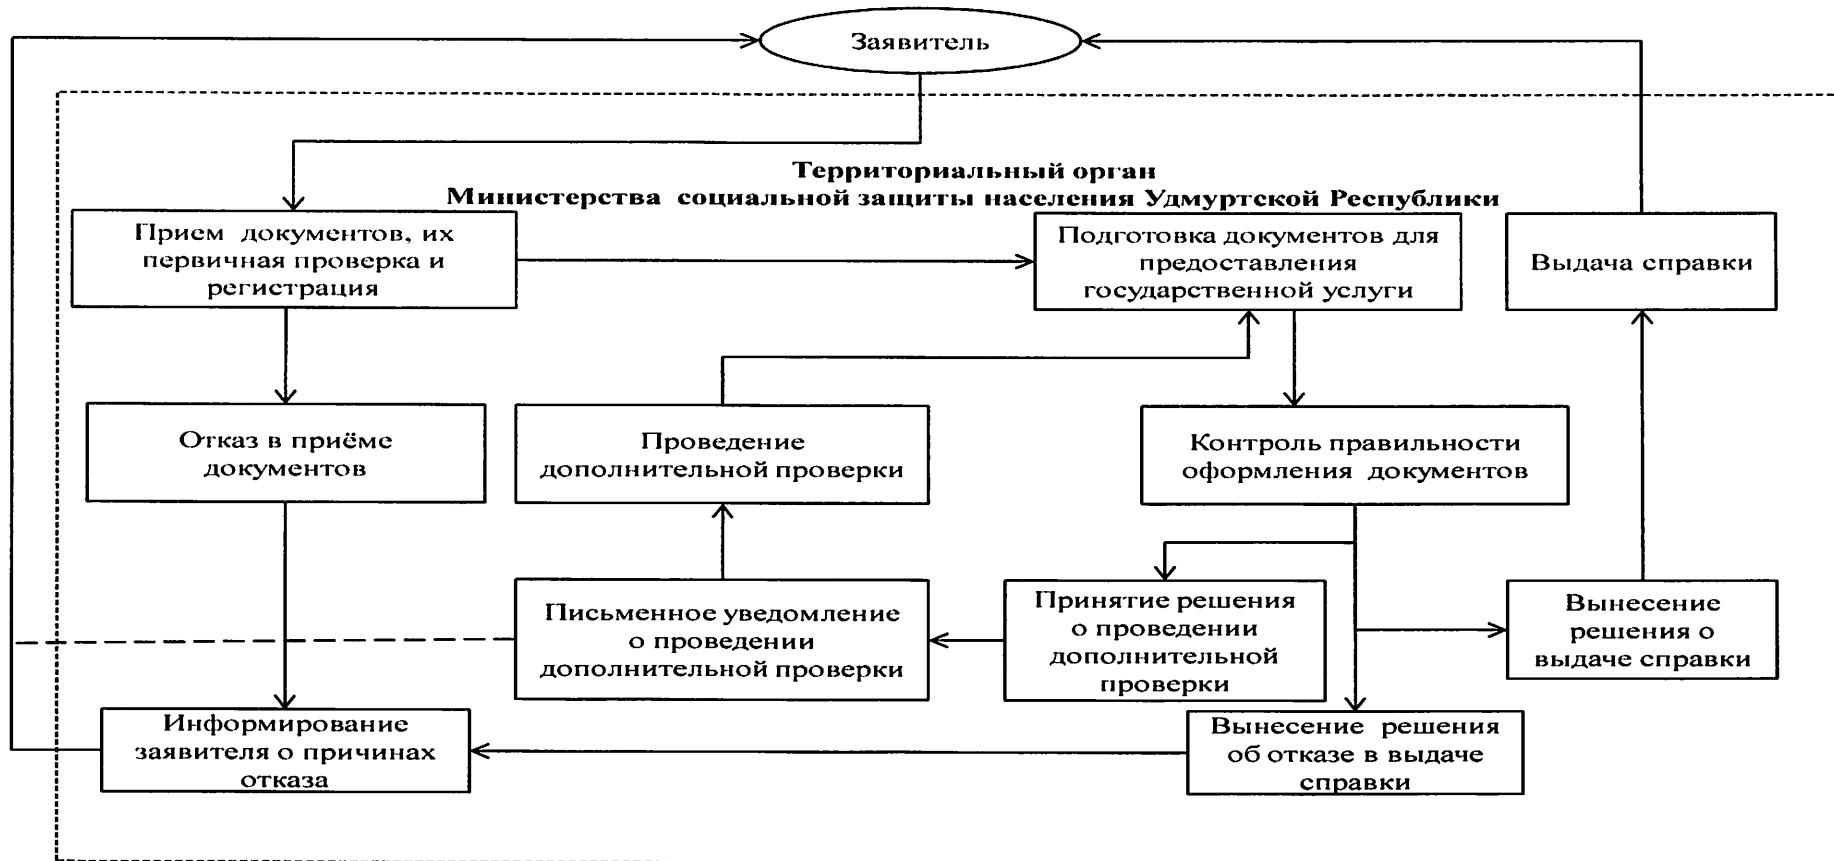 Заявитель
Территориальный орган
Министерства социальной защиты населения Удмуртской Республики
Прием документов, их
первичная проверка и
регистрация
Подготовка документов для
предоставления
государственной услуги
Выдача справки
Отказ в приёме
документов
Проведение
дополнительной проверки
Контроль правильности
оформления документов
Письменное уведомление
о проведении
дополнительной проверки
Принятие решения
о проведении
дополнительной
проверки
Вынесение
решения о
выдаче справки
Информирование
заявителя о причинах
отказа
Вынесение решения
об отказе в выдаче
справки